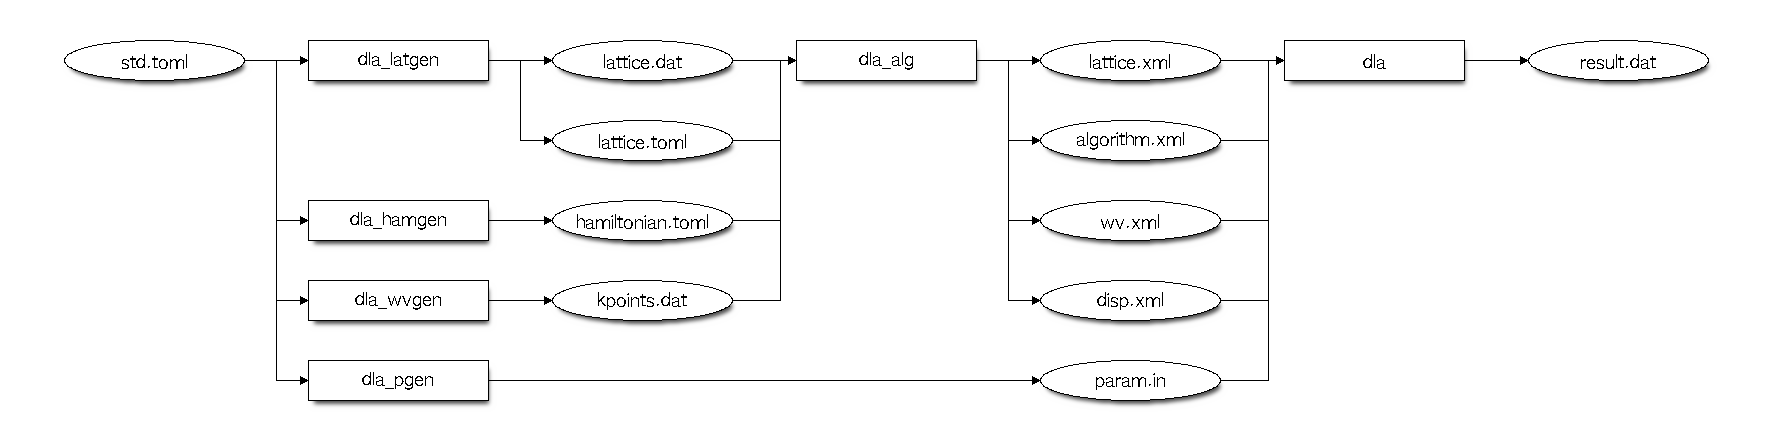 std.toml
dla_latgen
lattice.dat
dla_alg
lattice.xml
dla
result.dat
lattice.toml
algorithm.xml
dla_hamgen
hamiltonian.toml
wv.xml
dla_wvgen
kpoints.dat
disp.xml
dla_pgen
param.in